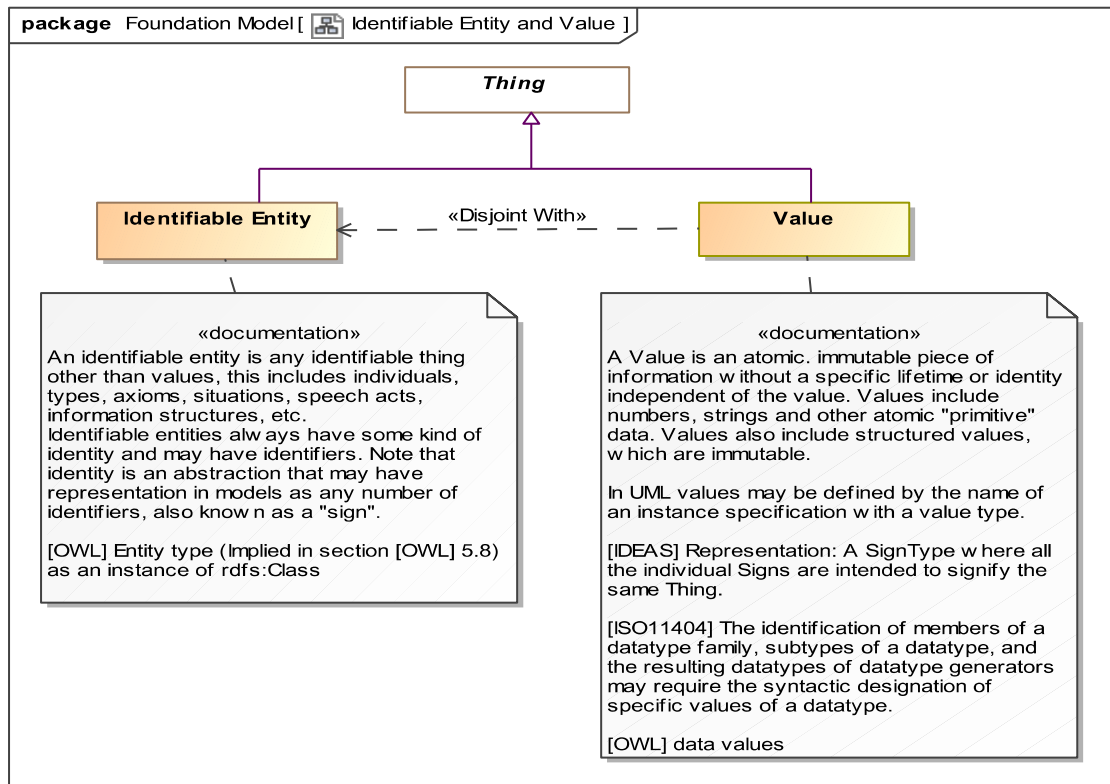 package Foundation Model [ Identifiable Entity and Value ]
Thing
Identifiable Entity
«Disjoint With»
Value
«documentation»
An identifiable entity is any identifiable thing
other than values, this includes individuals,
types, axioms, situations, speech acts,
information structures, etc.
Identifiable entities always have some kind of
identity and may have identifiers. Note that
identity is an abstraction that may have
representation in models as any number of
identifiers, also known as a "sign".
[OWL] Entity type (Implied in section [OWL] 5.8)
as an instance of rdfs:Class
«documentation»
A Value is an atomic. immutable piece of
information without a specific lifetime or identity
independent of the value. Values include
numbers, strings and other atomic "primitive"
data. Values also include structured values,
which are immutable.
In UML values may be defined by the name of
an instance specification with a value type.
[IDEAS] Representation: A SignType where all
the individual Signs are intended to signify the
same Thing.
[ISO11404] The identification of members of a
datatype family, subtypes of a datatype, and
the resulting datatypes of datatype generators
may require the syntactic designation of
specific values of a datatype.
[OWL] data values